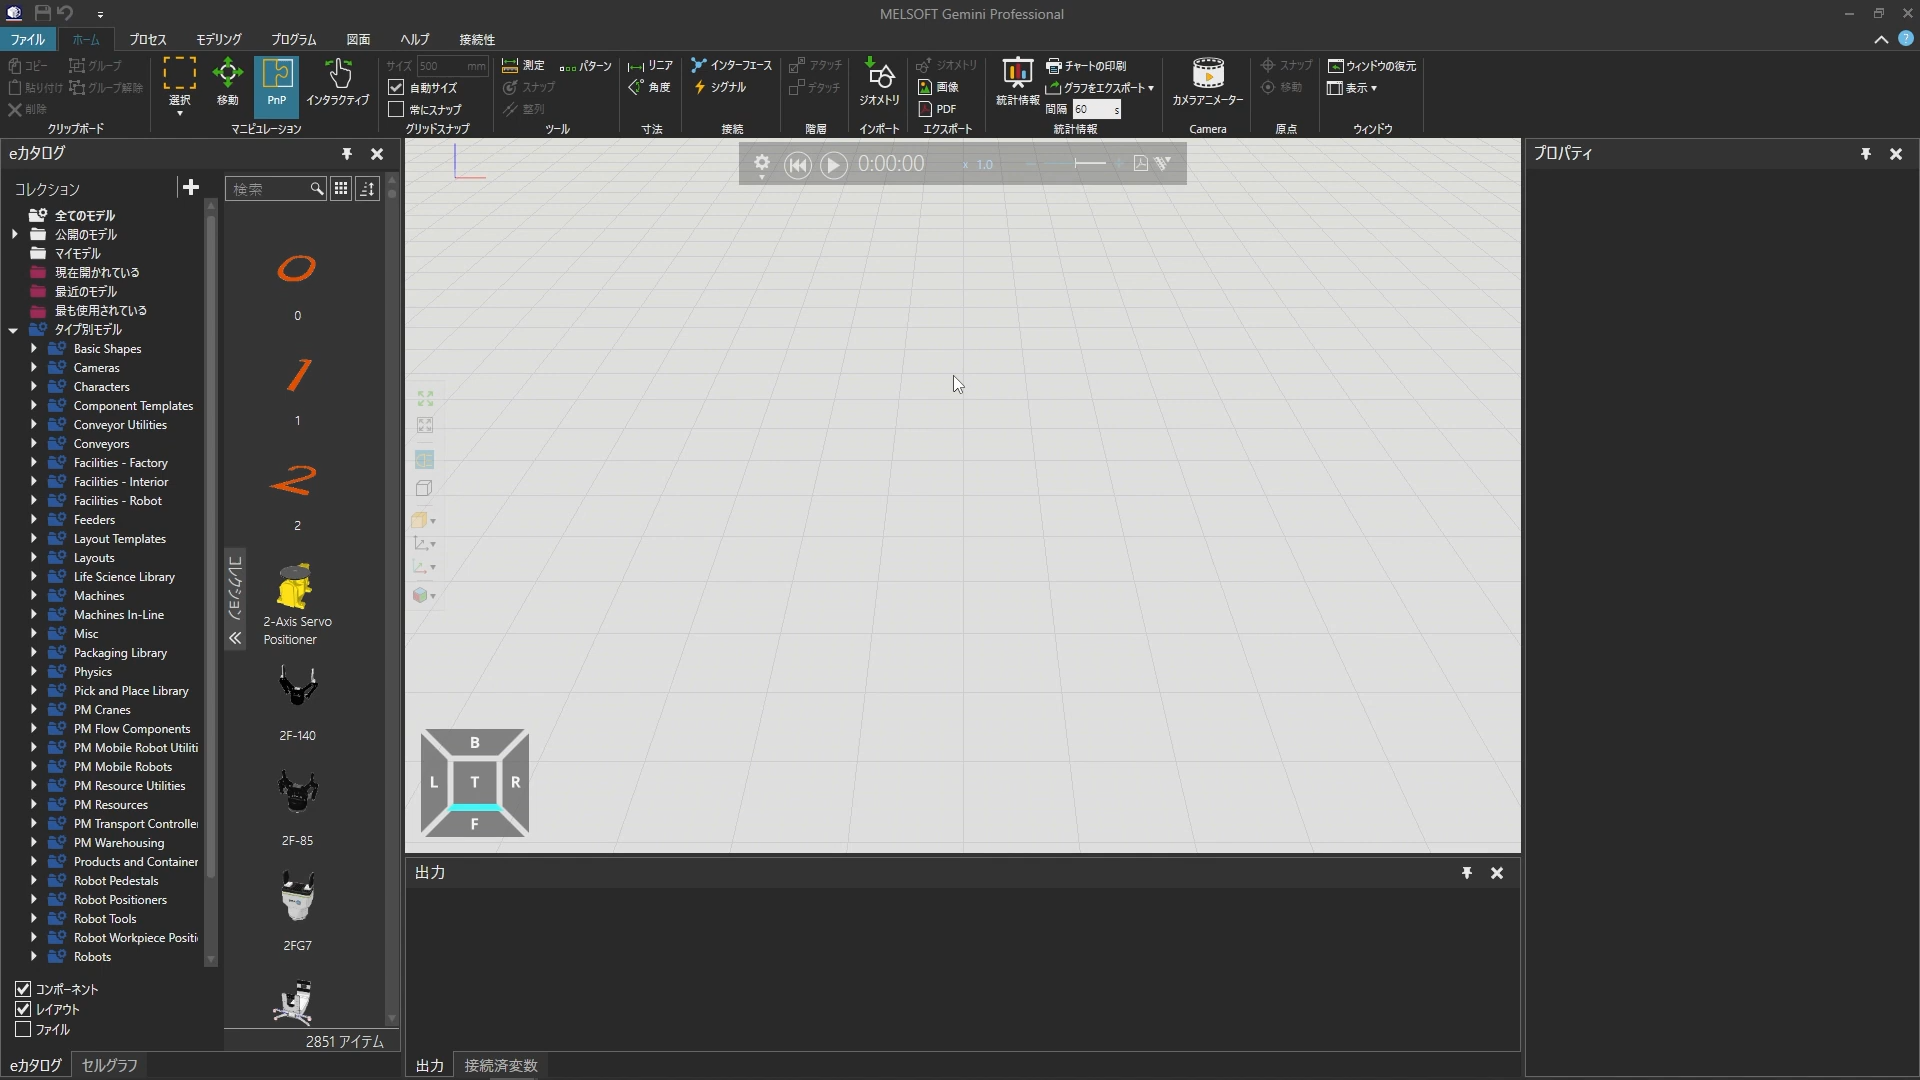 MELSOFT Gemini Professional
ファイル ホーム プロセス モデリング プログラム 図面 ヘルプ 接続性
コピー グループ
貼り付け グループ解除
削除
クリップボード
選択 移動 PnP インタラクティブ
マニピュレーション
サイズ 500 mm
自動サイズ
常にスナップ
グリッドスナップ
測定 パターン
スナップ
整列
ツール
リニア
角度
寸法
インターフェース
シグナル
接続
アタッチ
デタッチ
階層
ジオメトリ
インポート
ジオメトリ
画像
PDF
エクスポート
統計情報
チャートの印刷
グラフをエクスポート
間隔 60 s
統計情報
カメラアニメーター
Camera
スナップ
移動
原点
ウィンドウの復元
表示
ウィンドウ
eカタログ
コレクション
検索
全てのモデル
公開のモデル
マイモデル
現在開かれている
最近のモデル
最も使用されている
タイプ別モデル
Basic Shapes
Cameras
Characters
Component Templates
Conveyor Utilities
Conveyors
Facilities - Factory
Facilities - Interior
Facilities - Robot
Feeders
Layout Templates
Layouts
Life Science Library
Machines
Machines In-Line
Misc
Packaging Library
Physics
Pick and Place Library
PM Cranes
PM Flow Components
PM Mobile Robot Utiliti
PM Mobile Robots
PM Resource Utilities
PM Resources
PM Transport Controller
PM Warehousing
Products and Container
Robot Pedestals
Robot Positioners
Robot Tools
Robot Workpiece Positi
Robots
コンポーネント
レイアウト
ファイル
コレクション
0
0
1
1
2
2
2-Axis Servo
Positioner
2F-140
2F-85
2FG7
2851 アイテム
eカタログ セルグラフ
0:00:00 x 1.0
B
L T R
F
出力
出力 接続済変数
プロパティ